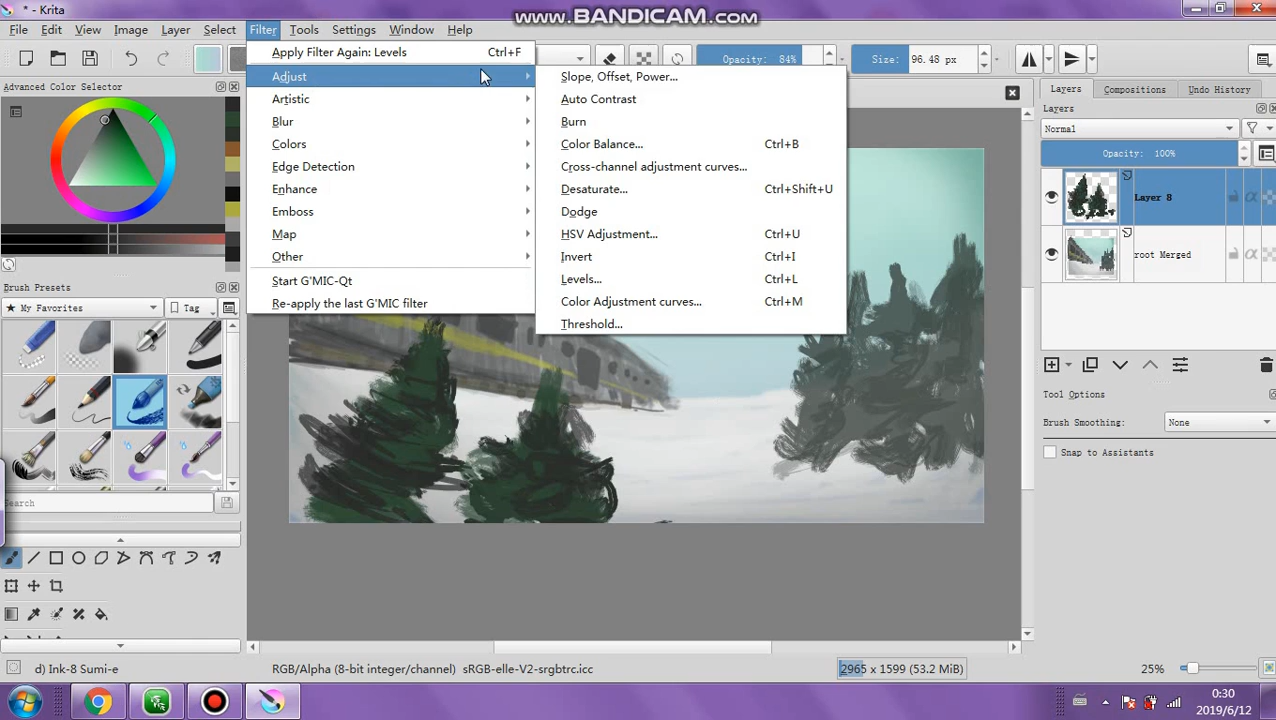 * - Krita
www.BANDICAM.com
File Edit View Image Layer Select Filter Tools Settings Window Help
Opacity: 84%
Size: 96.48 px
Apply Filter Again: Levels Ctrl+F
Adjust
Artistic
Blur
Colors
Edge Detection
Enhance
Emboss
Map
Other
Start G'MIC-Qt
Re-apply the last G'MIC filter
Slope, Offset, Power...
Auto Contrast
Burn
Color Balance... Ctrl+B
Cross-channel adjustment curves...
Desaturate... Ctrl+Shift+U
Dodge
HSV Adjustment... Ctrl+U
Invert Ctrl+I
Levels... Ctrl+L
Color Adjustment curves... Ctrl+M
Threshold...
Advanced Color Selector
Brush Presets
My Favorites
Tag
Search
Layers Compositions Undo History
Layers
Normal
Opacity: 100%
Layer 8
root Merged
Tool Options
Brush Smoothing: None
Snap to Assistants
d) Ink-8 Sumi-e
RGB/Alpha (8-bit integer/channel) sRGB-elle-V2-srgbtrc.icc
2965 x 1599 (53.2 MiB)
25%
0:30
2019/6/12